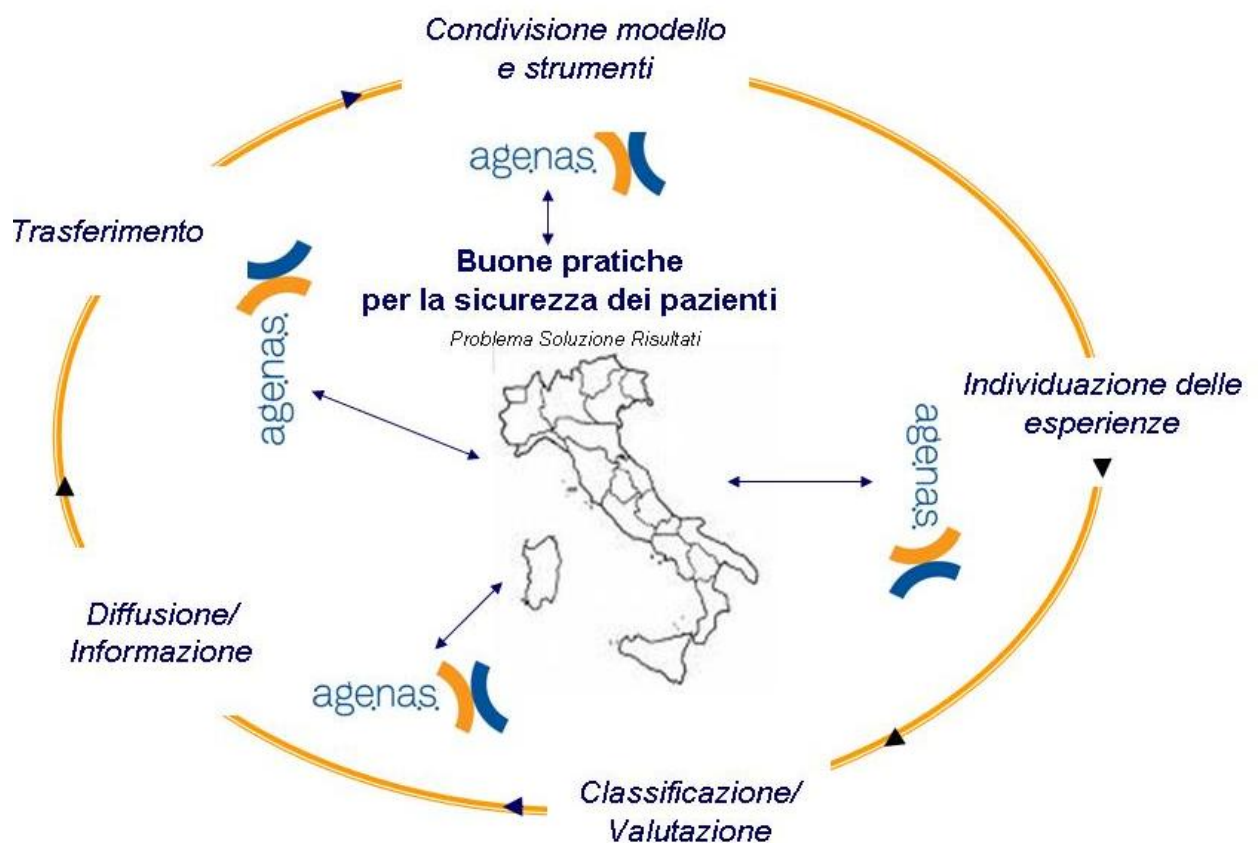 Condivisione modello
e strumenti
agenas.
Trasferimento
Buone pratiche
per la sicurezza dei pazienti
Problema Soluzione Risultati
agenas.
Individuazione delle
esperienze
agenas.
Diffusione/
Informazione
agenas.
Classificazione/
Valutazione